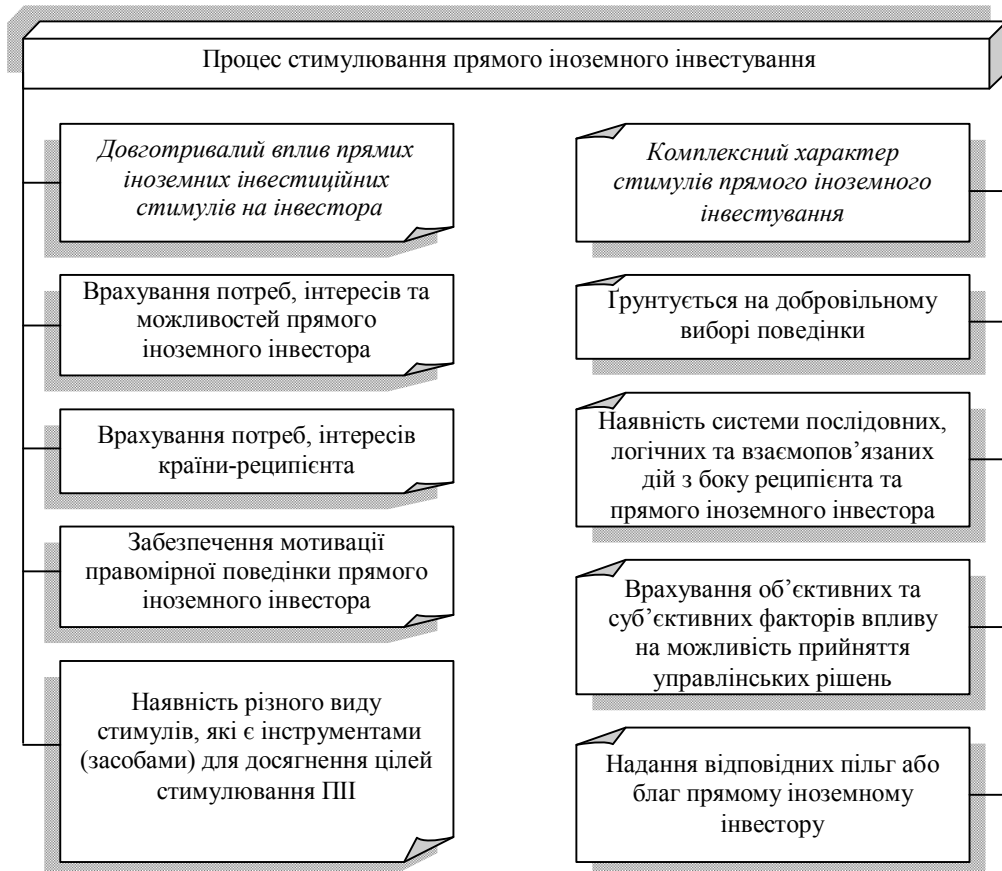 Процес стимулювання прямого іноземного інвестування
Довготривалий вплив прямих
іноземних інвестиційних
стимулів на інвестора
Врахування потреб, інтересів та
можливостей прямого
іноземного інвестора
Врахування потреб, інтересів
країни-реципієнта
Забезпечення мотивації
правомірної поведінки прямого
іноземного інвестора
Наявність різного виду
стимулів, які є інструментами
(засобами) для досягнення цілей
стимулювання ПІІ
Комплексний характер
стимулів прямого іноземного
інвестування
Ґрунтується на добровільному
виборі поведінки
Наявність системи послідовних,
логічних та взаємопов’язаних
дій з боку реципієнта та
прямого іноземного інвестора
Врахування об’єктивних та
суб’єктивних факторів впливу
на можливість прийняття
управлінських рішень
Надання відповідних пільг або
благ прямому іноземному
інвестору